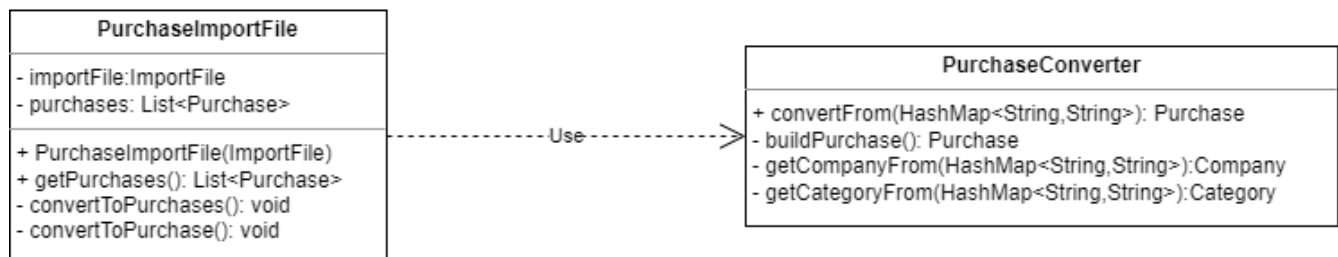 PurchaseImportFile
- importFile:ImportFile
- purchases: List<Purchase>
+ PurchaseImportFile(ImportFile)
+ getPurchases(): List<Purchase>
- convertToPurchases(): void
- convertToPurchase(): void
Use
PurchaseConverter
+ convertFrom(HashMap<String,String>): Purchase
- buildPurchase(): Purchase
- getCompanyFrom(HashMap<String,String>):Company
- getCategoryFrom(HashMap<String,String>):Category